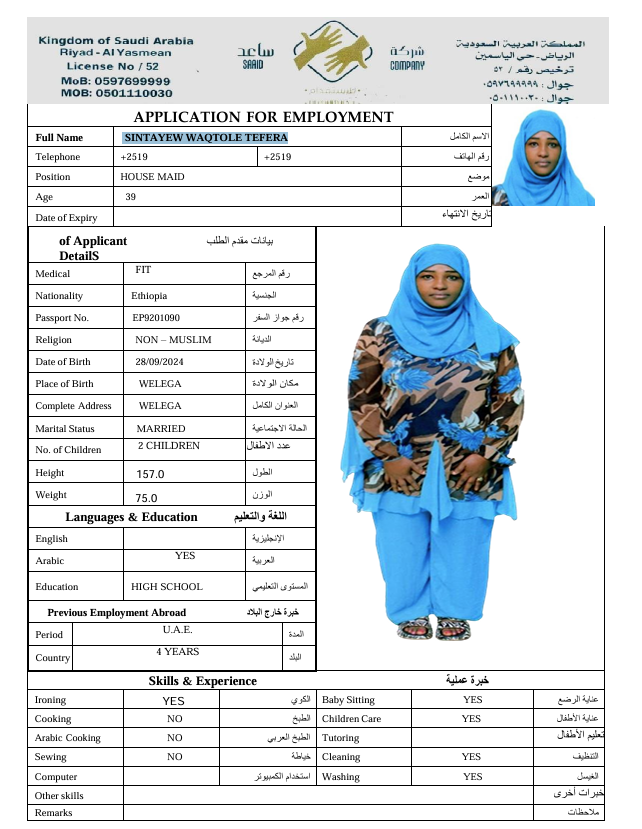 Kingdom of Saudi Arabia
Riyad - Al Yasmean
License No / 52
MoB: 0597699999
MOB: 0501110030
ساعد
SAAID
شركة
COMPANY
المملكة العربية السعودية
الرياض-حي الياسمين
ترخيص رقم / ٥٢
جوال : ٠٥٩٧٦٩٩٩٩٩
جوال : ٠٥٠١١١٠٠٣٠
APPLICATION FOR EMPLOYMENT
Full Name SINTAYEW WAQTOLE TEFERA الاسم الكامل
Telephone +2519 +2519 رقم الهاتف
Position HOUSE MAID موضع
Age 39 العمر
Date of Expiry تاريخ الانتهاء
of Applicant بيانات مقدم الطلب
DetailS
Medical FIT رقم المرجع
Nationality Ethiopia الجنسية
Passport No. EP9201090 رقم جواز السفر
Religion NON – MUSLIM الديانة
Date of Birth 28/09/2024 تاريخ الولادة
Place of Birth WELEGA مكان الولادة
Complete Address WELEGA العنوان الكامل
Marital Status MARRIED الحالة الاجتماعية
No. of Children 2 CHILDREN عدد الاطفال
Height 157.0 الطول
Weight 75.0 الوزن
Languages & Education اللغة والتعليم
English الإنجليزية
Arabic YES العربية
Education HIGH SCHOOL المستوى التعليمي
Previous Employment Abroad خبرة خارج البلاد
Period U.A.E. المدة
Country 4 YEARS البلد
Skills & Experience خبرة عملية
Ironing YES الكوي Baby Sitting YES عناية الرضع
Cooking NO الطبخ Children Care YES عناية الأطفال
Arabic Cooking NO الطبخ العربي Tutoring تعليم الأطفال
Sewing NO خياطة Cleaning YES التنظيف
Computer استخدام الكمبيوتر Washing YES الغيسل
Other skills خبرات أخرى
Remarks ملاحظات